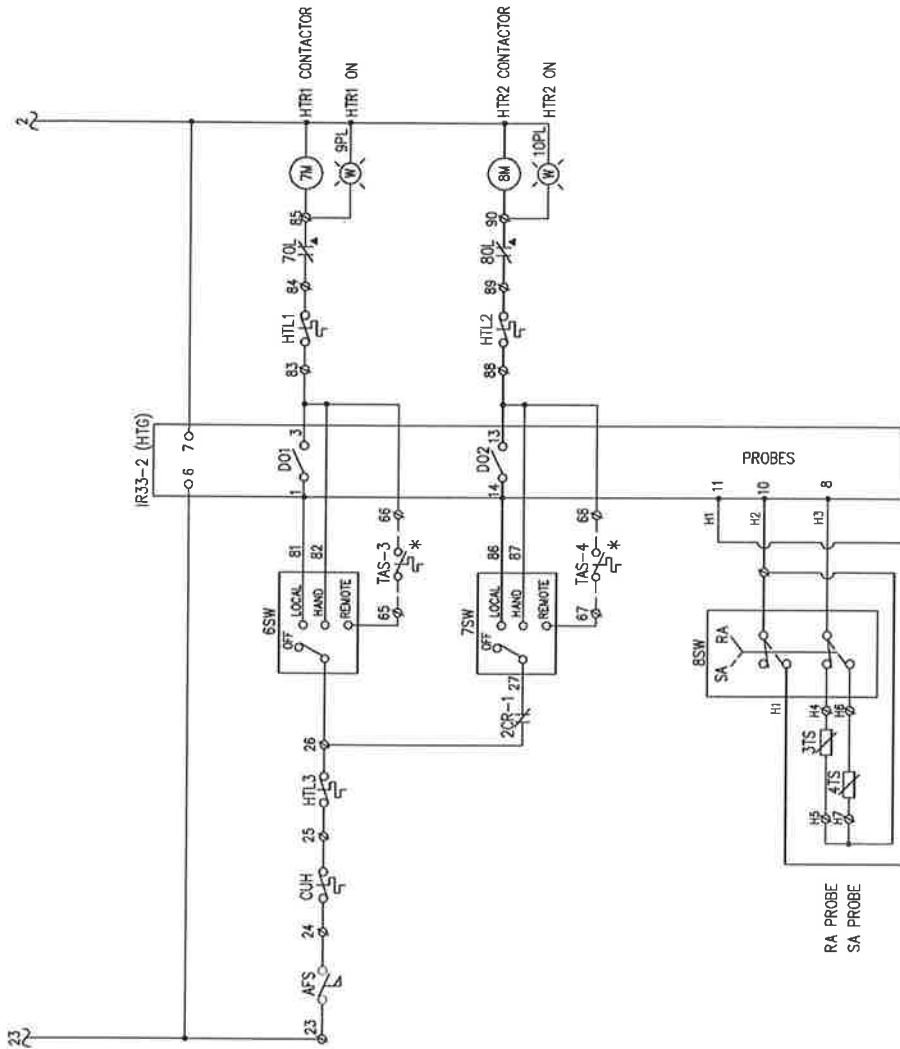 23
2
IR33-2 (HTG)
6 7
HTR1 CONTACTOR
HTR1 ON
9PL
7M
W
85
7OL
84
HTL1
83
DO1
1 3
81
82
6SW
OFF
LOCAL
HAND
REMOTE
65
TAS-3 *
66
23
AFS
24
CUH
25
HTL3
26
2CR-1
27
7SW
OFF
LOCAL
HAND
REMOTE
86
87
14
DO2
13
67
TAS-4 *
68
88
HTL2
89
8OL
90
8M
HTR2 CONTACTOR
10PL
W
HTR2 ON
PROBES
H1 11
H2 10
H3 8
8SW
SA RA
H1
H4
H6
3TS
4TS
H5
H7
RA PROBE
SA PROBE